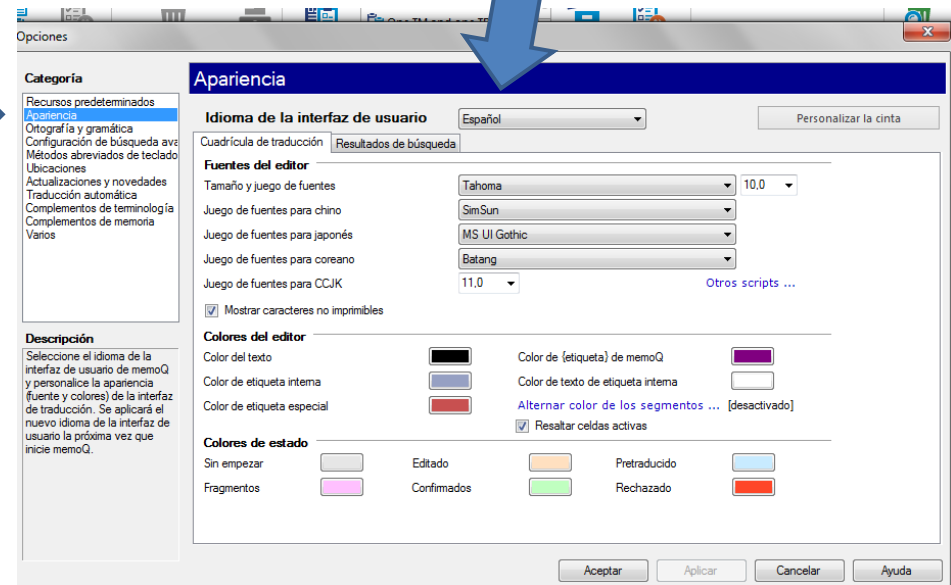 Opciones
Categoría
Recursos predeterminados
Apariencia
Ortografía y gramática
Configuración de búsqueda ava
Métodos abreviados de teclado
Ubicaciones
Actualizaciones y novedades
Traducción automática
Complementos de terminología
Complementos de memoria
Varios
Descripción
Seleccione el idioma de la
interfaz de usuario de memoQ
y personalice la apariencia
(fuente y colores) de la interfaz
de traducción. Se aplicará el
nuevo idioma de la interfaz de
usuario la próxima vez que
inicie memoQ.
Apariencia
Idioma de la interfaz de usuario Español Personalizar la cinta
Cuadrícula de traducción Resultados de búsqueda
Fuentes del editor
Tamaño y juego de fuentes Tahoma 10,0
Juego de fuentes para chino SimSun
Juego de fuentes para japonés MS UI Gothic
Juego de fuentes para coreano Batang
Juego de fuentes para CCJK 11,0 Otros scripts ...
Mostrar caracteres no imprimibles
Colores del editor
Color del texto Color de {etiqueta} de memoQ
Color de etiqueta interna Color de texto de etiqueta interna
Color de etiqueta especial Alternar color de los segmentos ... [desactivado]
Resaltar celdas activas
Colores de estado
Sin empezar Editado Pretraducido
Fragmentos Confirmados Rechazado
Aceptar Aplicar Cancelar Ayuda